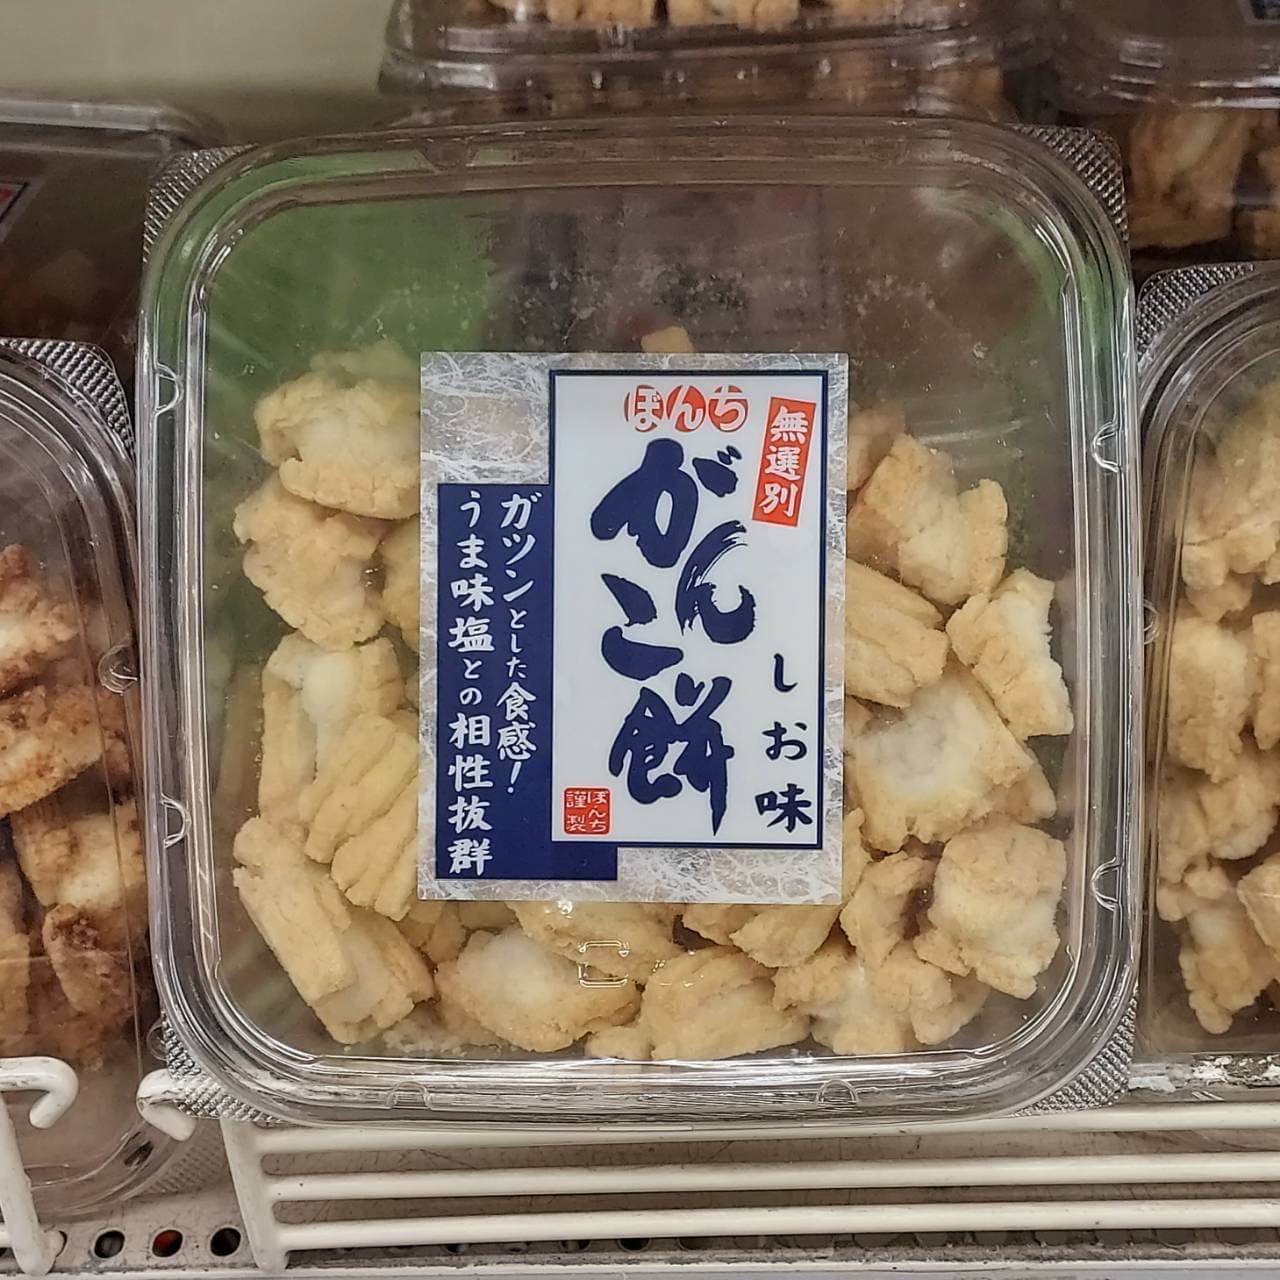 ぼんち
無選別
がんこ餅
しお味
ガツンとした食感!
うま味塩との相性抜群
ぼんち
謹製